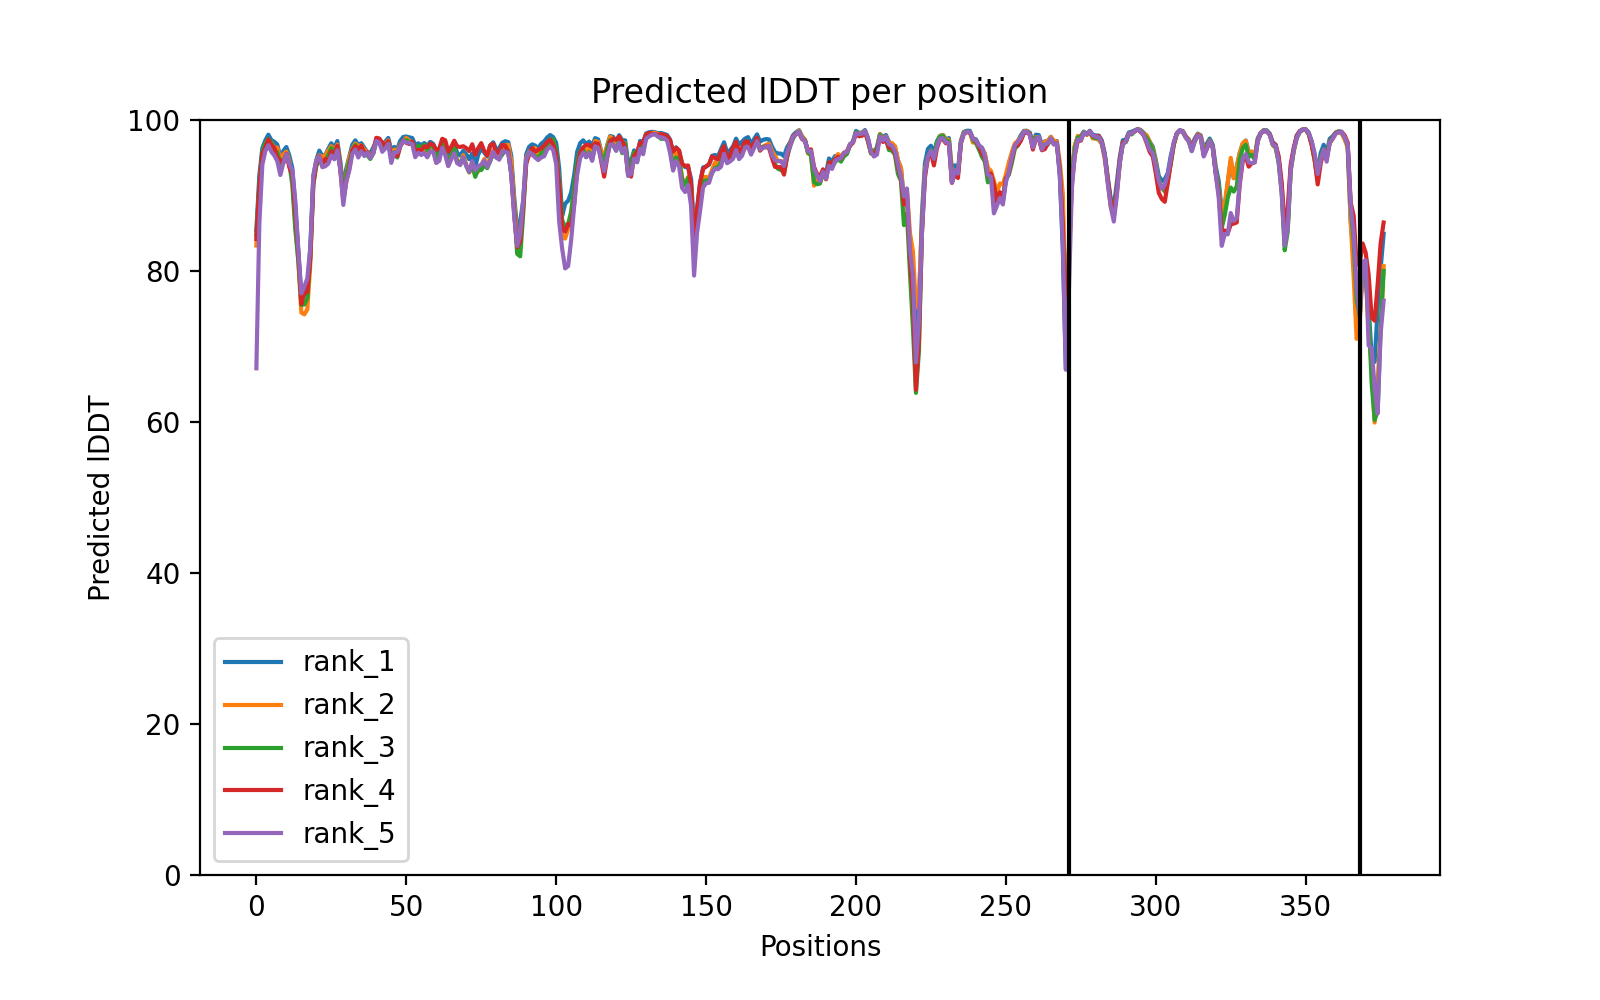 Predicted lDDT per position
100
80
60
40
20
0
Predicted lDDT
rank_1
rank_2
rank_3
rank_4
rank_5
0 50 100 150 200 250 300 350
Positions